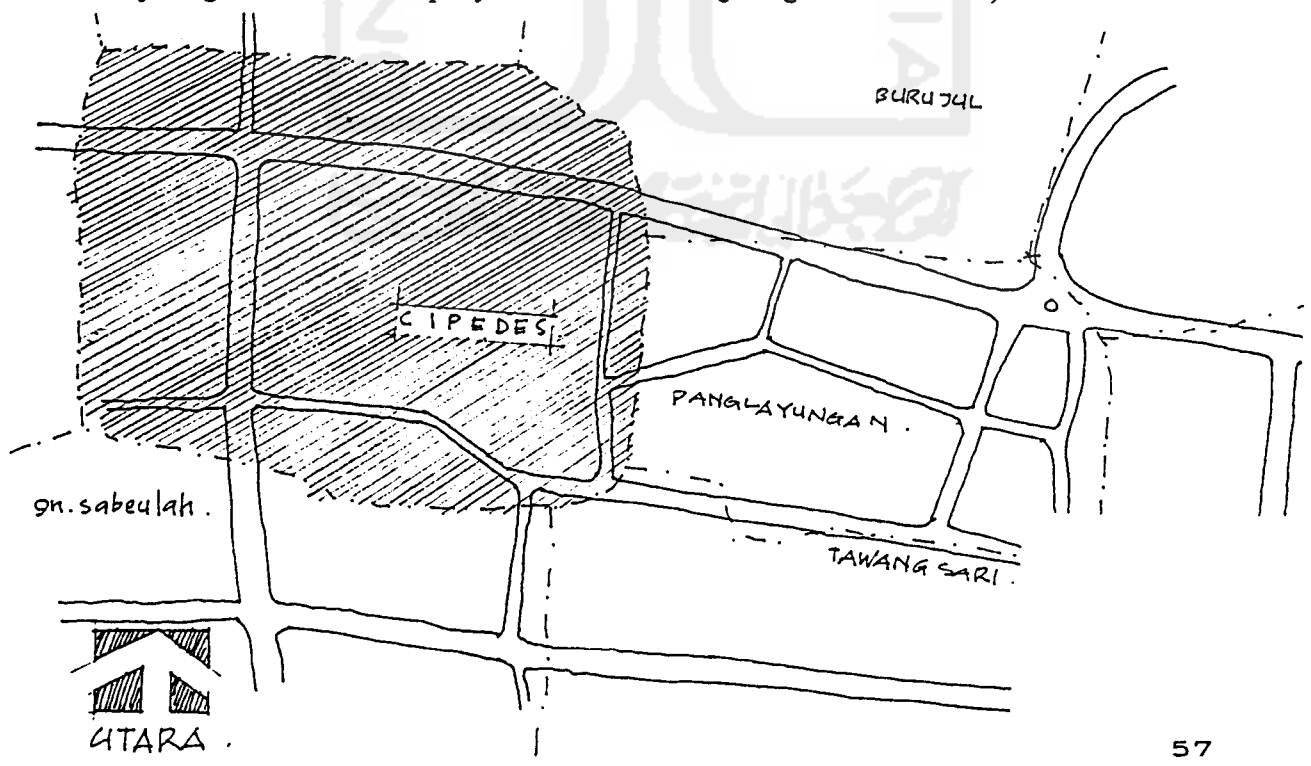 BURUJUL
CIPEDES
PANGLAYUNGAN.
gn.sabeulah.
TAWANG SARI.
UTARA.
57